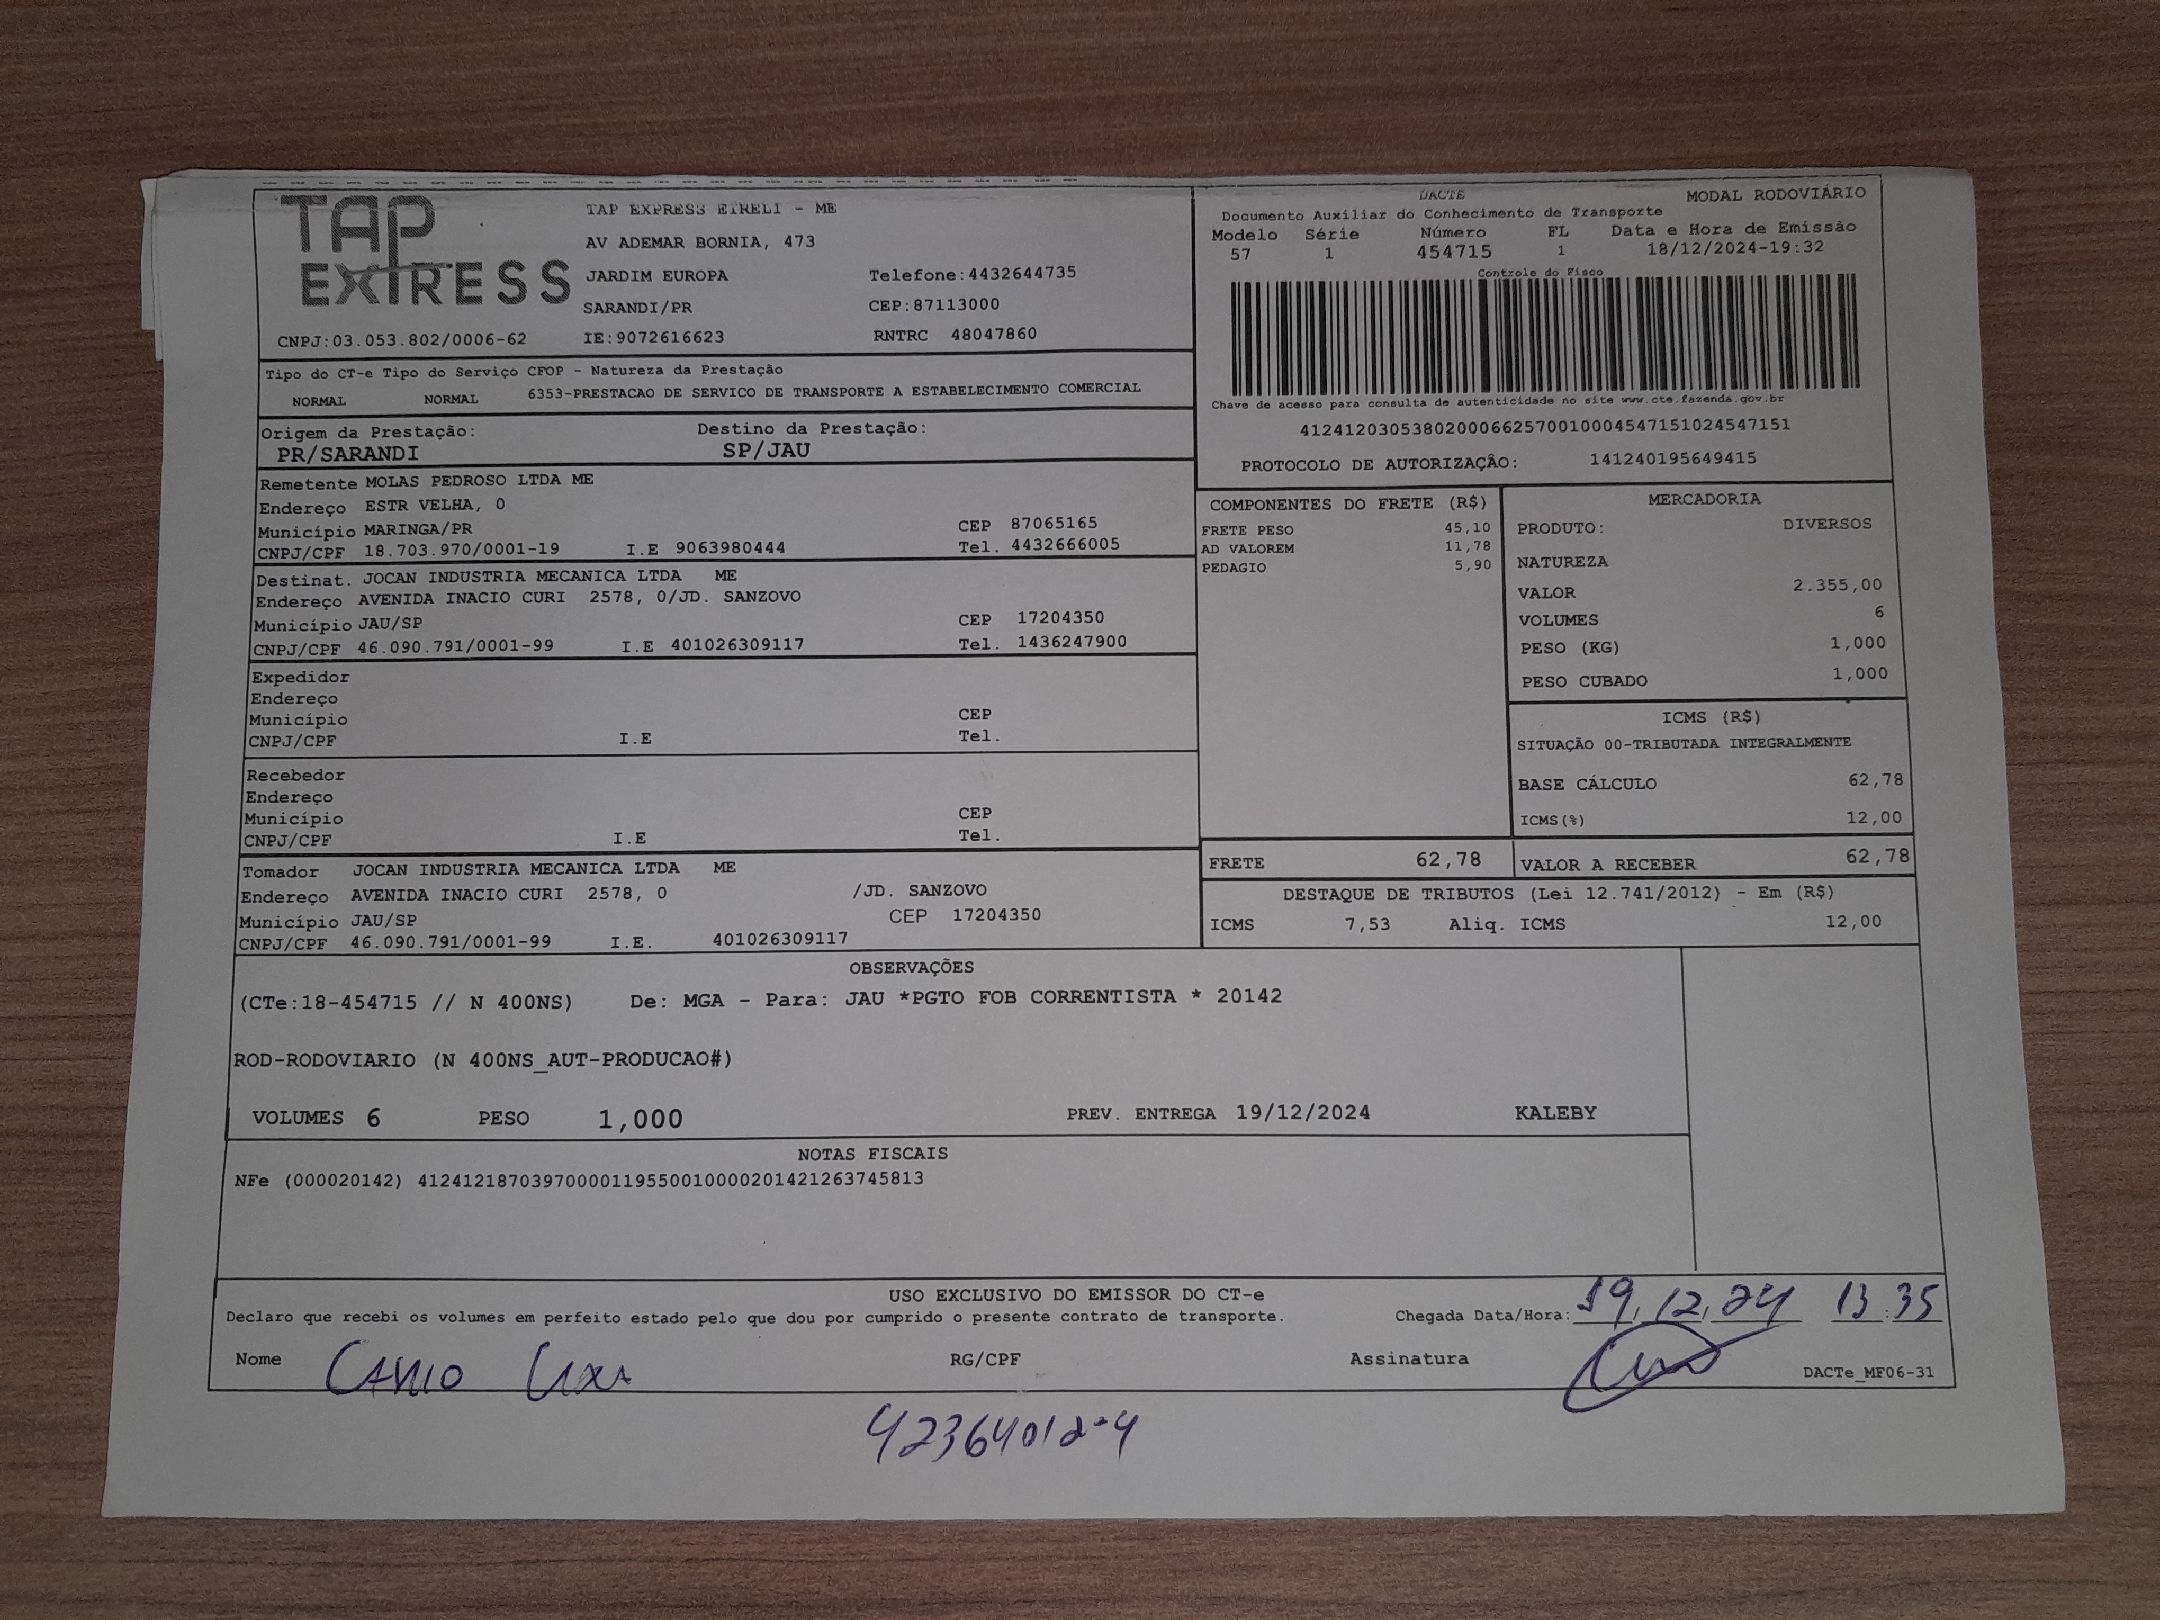 TAP
EXPRESS
TAP EXPRESS EIRELI - ME
AV ADEMAR BORNIA, 473
JARDIM EUROPA Telefone:4432644735
SARANDI/PR CEP:87113000
CNPJ:03.053.802/0006-62 IE:9072616623 RNTRC 48047860
DACTE MODAL RODOVIÁRIO
Documento Auxiliar do Conhecimento de Transporte
Modelo Série Número FL Data e Hora de Emissão
57 1 454715 1 18/12/2024-19:32
Controle do Fisco
Chave de acesso para consulta de autenticidade no site www.cte.fazenda.gov.br
41241203053802000662570010004547151024547151
PROTOCOLO DE AUTORIZAÇÂO: 141240195649415
Tipo do CT-e Tipo do Serviço CFOP - Natureza da Prestação
NORMAL NORMAL 6353-PRESTACAO DE SERVICO DE TRANSPORTE A ESTABELECIMENTO COMERCIAL
Origem da Prestação: Destino da Prestação:
PR/SARANDI SP/JAU
Remetente MOLAS PEDROSO LTDA ME
Endereço ESTR VELHA, 0
Município MARINGA/PR CEP 87065165
CNPJ/CPF 18.703.970/0001-19 I.E 9063980444 Tel. 4432666005
Destinat. JOCAN INDUSTRIA MECANICA LTDA ME
Endereço AVENIDA INACIO CURI 2578, 0/JD. SANZOVO
Município JAU/SP CEP 17204350
CNPJ/CPF 46.090.791/0001-99 I.E 401026309117 Tel. 1436247900
Expedidor
Endereço
Município CEP
CNPJ/CPF I.E Tel.
Recebedor
Endereço
Município CEP
CNPJ/CPF I.E Tel.
Tomador JOCAN INDUSTRIA MECANICA LTDA ME
Endereço AVENIDA INACIO CURI 2578, 0 /JD. SANZOVO
Município JAU/SP CEP 17204350
CNPJ/CPF 46.090.791/0001-99 I.E. 401026309117
COMPONENTES DO FRETE (R$)
FRETE PESO 45,10
AD VALOREM 11,78
PEDAGIO 5,90
MERCADORIA
PRODUTO: DIVERSOS
NATUREZA
VALOR 2.355,00
VOLUMES 6
PESO (KG) 1,000
PESO CUBADO 1,000
ICMS (R$)
SITUAÇÃO 00-TRIBUTADA INTEGRALMENTE
BASE CÁLCULO 62,78
ICMS(%) 12,00
FRETE 62,78 VALOR A RECEBER 62,78
DESTAQUE DE TRIBUTOS (Lei 12.741/2012) - Em (R$)
ICMS 7,53 Aliq. ICMS 12,00
OBSERVAÇÕES
(CTe:18-454715 // N 400NS) De: MGA - Para: JAU *PGTO FOB CORRENTISTA * 20142
ROD-RODOVIARIO (N 400NS_AUT-PRODUCAO#)
VOLUMES 6 PESO 1,000 PREV. ENTREGA 19/12/2024 KALEBY
NOTAS FISCAIS
NFe (000020142) 41241218703970000119550010000201421263745813
USO EXCLUSIVO DO EMISSOR DO CT-e
Declaro que recebi os volumes em perfeito estado pelo que dou por cumprido o presente contrato de transporte. Chegada Data/Hora: 19.12.24 13:35
Nome RG/CPF Assinatura DACTe_MF06-31
42364012-4